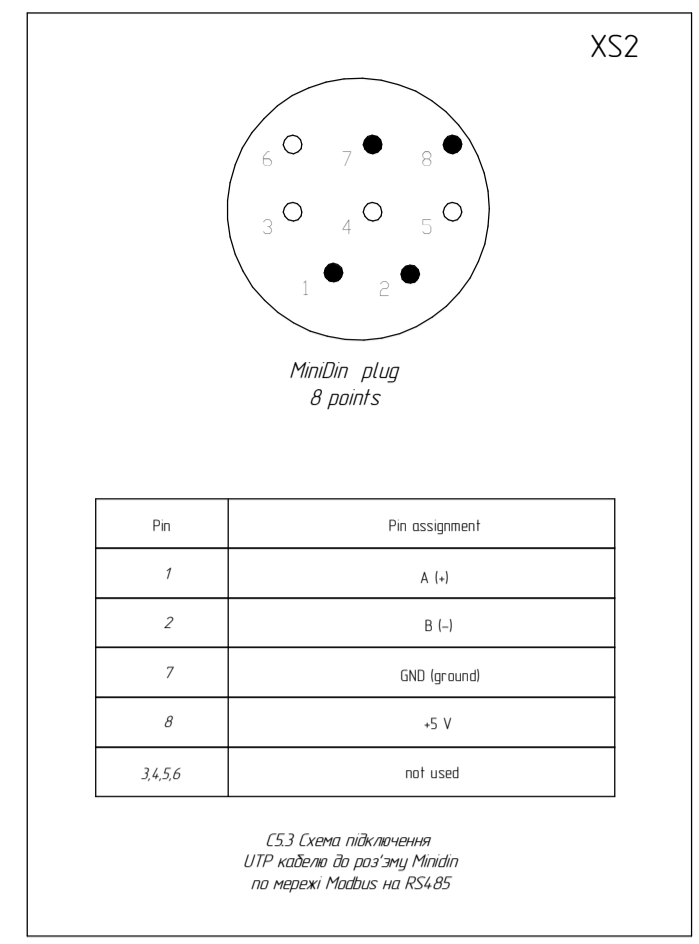 XS2
6 7 8
3 4 5
1 2
MiniDin plug
8 points
Pin Pin assignment
1 A (+)
2 B (-)
7 GND (ground)
8 +5 V
3,4,5,6 not used
С5.3 Схема підключення
UTP кабелю до роз'эму Minidin
по мережі Modbus на RS485